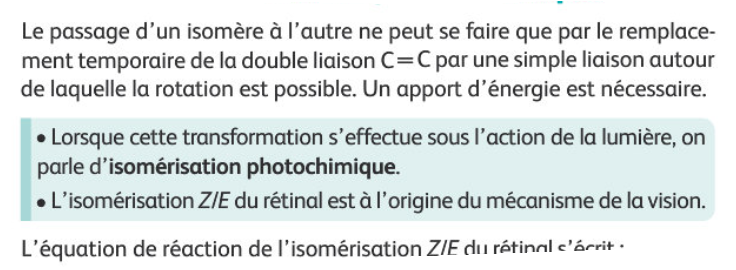 Le passage d'un isomère à l'autre ne peut se faire que par le remplace-
ment temporaire de la double liaison C=C par une simple liaison autour
de laquelle la rotation est possible. Un apport d'énergie est nécessaire.
• Lorsque cette transformation s'effectue sous l'action de la lumière, on
parle d'isomérisation photochimique.
• L'isomérisation Z/E du rétinal est à l'origine du mécanisme de la vision.
L'équation de réaction de l'isomérisation Z/E du rétinal s'écrit :